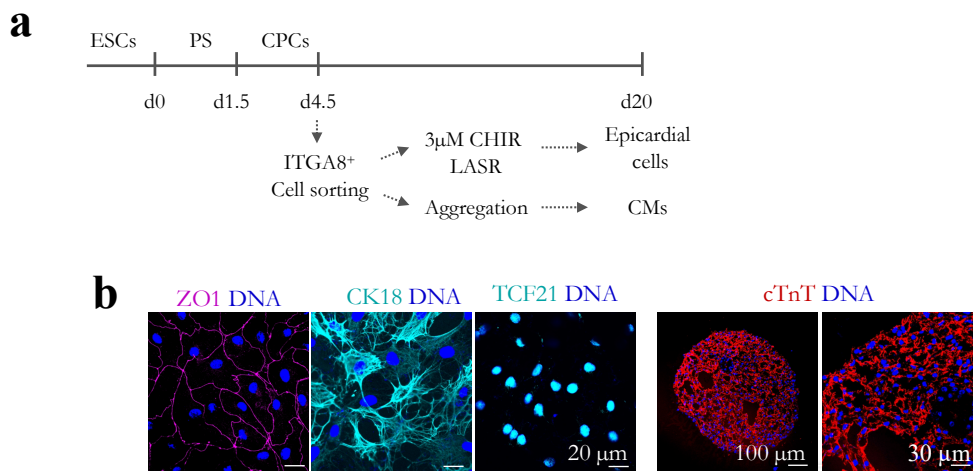 a
ESCs PS CPCs
d0 d1.5 d4.5 d20
ITGA8⁺
Cell sorting
3μM CHIR
LASR
Epicardial
cells
Aggregation
CMs
b
ZO1 DNA
CK18 DNA
TCF21 DNA
cTnT DNA
20 μm
100 μm
30 μm